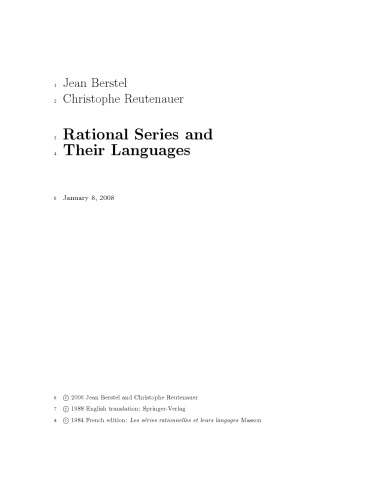 1 Jean Berstel
2 Christophe Reutenauer
3 Rational Series and
4 Their Languages
5 January 8, 2008
6 © 2006 Jean Berstel and Christophe Reutenauer
7 © 1988 English translation: Springer-Verlag
8 © 1984 French edition: Les séries rationnelles et leurs langages Masson